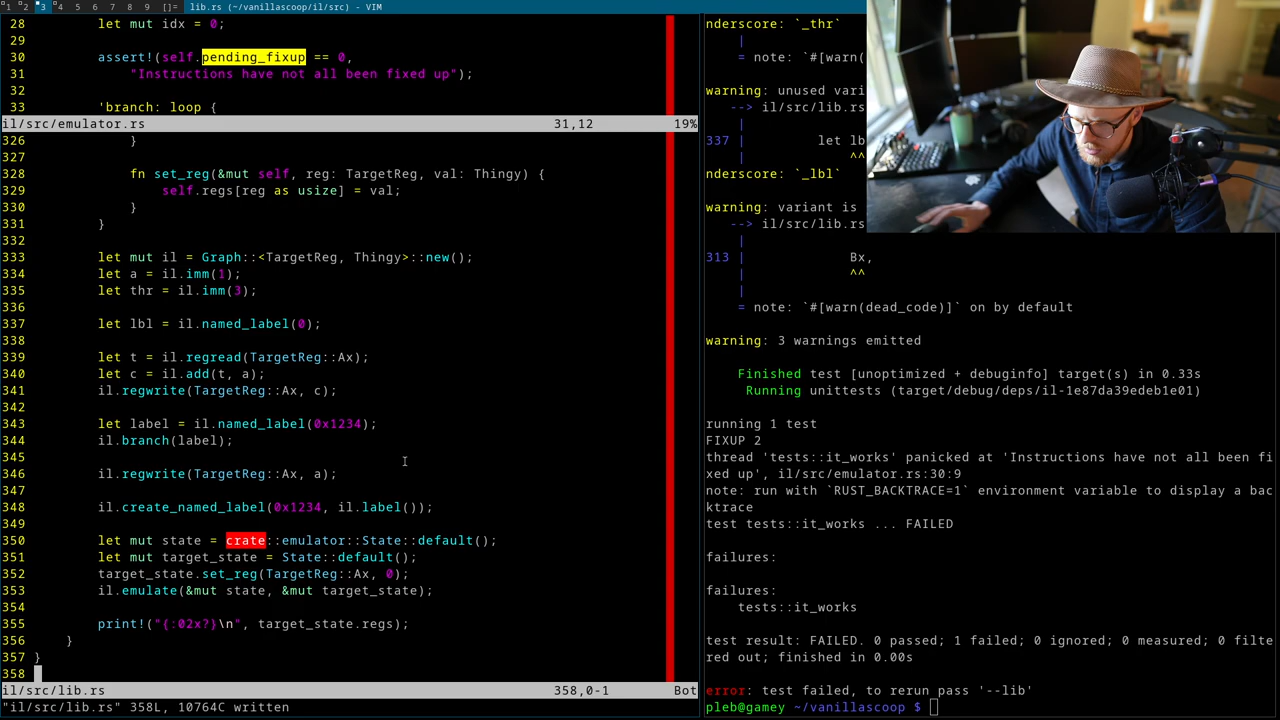 1 2 3 4 5 6 7 8 9 []= lib.rs (~/vanillascoop/il/src) - VIM
28         let mut idx = 0;
29
30         assert!(self.pending_fixup == 0,
31             "Instructions have not all been fixed up");
32
33         'branch: loop {
il/src/emulator.rs 31,12 19%
326             }
327
328             fn set_reg(&mut self, reg: TargetReg, val: Thingy) {
329                 self.regs[reg as usize] = val;
330             }
331         }
332
333         let mut il = Graph::<TargetReg, Thingy>::new();
334         let a = il.imm(1);
335         let thr = il.imm(3);
336
337         let lbl = il.named_label(0);
338
339         let t = il.regread(TargetReg::Ax);
340         let c = il.add(t, a);
341         il.regwrite(TargetReg::Ax, c);
342
343         let label = il.named_label(0x1234);
344         il.branch(label);
345
346         il.regwrite(TargetReg::Ax, a);
347
348         il.create_named_label(0x1234, il.label());
349
350         let mut state = crate::emulator::State::default();
351         let mut target_state = State::default();
352         target_state.set_reg(TargetReg::Ax, 0);
353         il.emulate(&mut state, &mut target_state);
354
355         print!("{:02x?}\n", target_state.regs);
356     }
357 }
358
il/src/lib.rs 358,0-1 Bot
"il/src/lib.rs" 358L, 10764C written
nderscore: `_thr`
|
= note: `#[warn(
warning: unused vari
--> il/src/lib.rs
|
337 |         let lb
|             ^^
nderscore: `_lbl`
warning: variant is
--> il/src/lib.rs
|
313 |             Bx,
|             ^^
|
= note: `#[warn(dead_code)]` on by default
warning: 3 warnings emitted
Finished test [unoptimized + debuginfo] target(s) in 0.33s
Running unittests (target/debug/deps/il-1e87da39edeb1e01)
running 1 test
FIXUP 2
thread 'tests::it_works' panicked at 'Instructions have not all been fi
xed up', il/src/emulator.rs:30:9
note: run with `RUST_BACKTRACE=1` environment variable to display a bac
ktrace
test tests::it_works ... FAILED
failures:
failures:
tests::it_works
test result: FAILED. 0 passed; 1 failed; 0 ignored; 0 measured; 0 filte
red out; finished in 0.00s
error: test failed, to rerun pass '--lib'
pleb@gamey ~/vanillascoop $